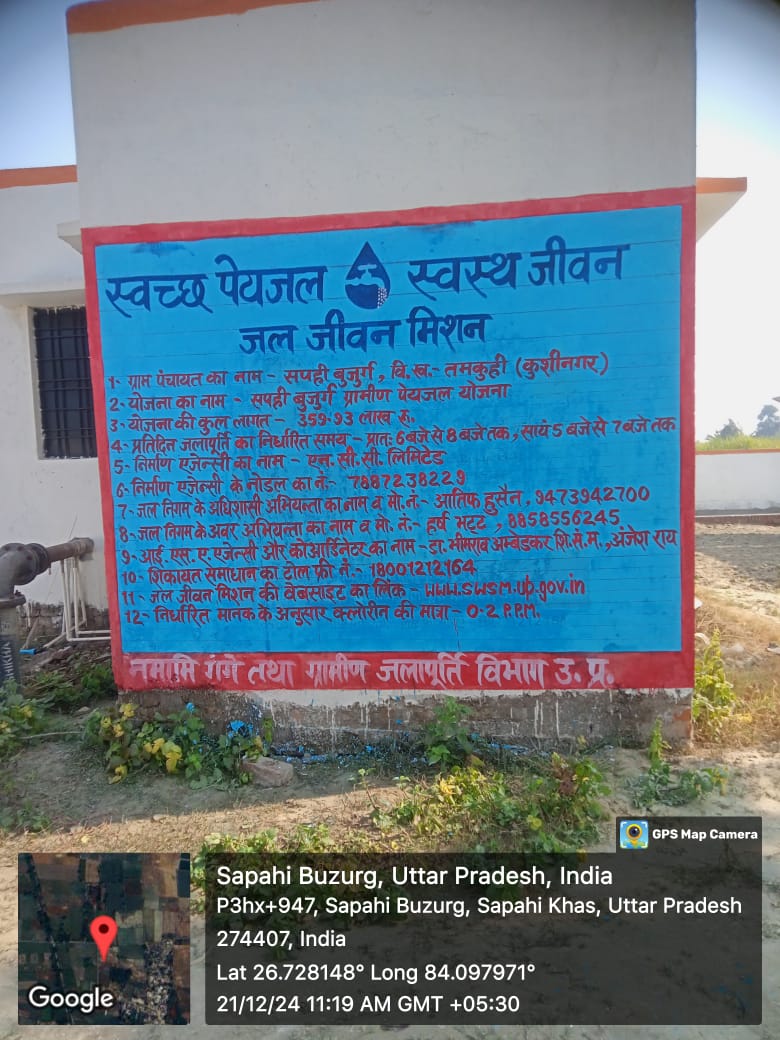 स्वच्छ पेयजल स्वस्थ जीवन
जल जीवन मिशन
1- ग्राम पंचायत का नाम - सपही बुजुर्ग, वि.ख.- तमकुही (कुशीनगर)
2- योजना का नाम - सपही बुजुर्ग ग्रामीण पेयजल योजना
3- योजना की कुल लागत - 359.93 लाख रु.
4- प्रतिदिन जलापूर्ति का निर्धारित समय - प्रातः 6 बजे से 8 बजे तक, सायं 5 बजे से 7 बजे तक
5- निर्माण एजेन्सी का नाम - एन.सी.सी. लिमिटेड
6- निर्माण एजेन्सी के नोडल का नं.- 7887238229
7- जल निगम के अधिशासी अभियन्ता का नाम व मो.नं.- आतिफ हुसैन, 9473942700
8- जल निगम के अवर अभियन्ता का नाम व मो. नं.- हर्ष भट्ट, 8858556245
9- आई.एस.ए. एजेन्सी और कोआर्डिनेटर का नाम - डा. भीमराव अम्बेडकर शि.सं.म., अंजेश राय
10- शिकायत समाधान का टोल फ्री नं.- 18001212164
11- जल जीवन मिशन की वेबसाइट का लिंक - www.swsm.up.gov.in
12- निर्धारित मानक के अनुसार क्लोरीन की मात्रा - 0.2 P.P.M.
नमामि गंगे तथा ग्रामीण जलापूर्ति विभाग उ. प्र.
GPS Map Camera
Sapahi Buzurg, Uttar Pradesh, India
P3hx+947, Sapahi Buzurg, Sapahi Khas, Uttar Pradesh
274407, India
Lat 26.728148° Long 84.097971°
21/12/24 11:19 AM GMT +05:30
Google